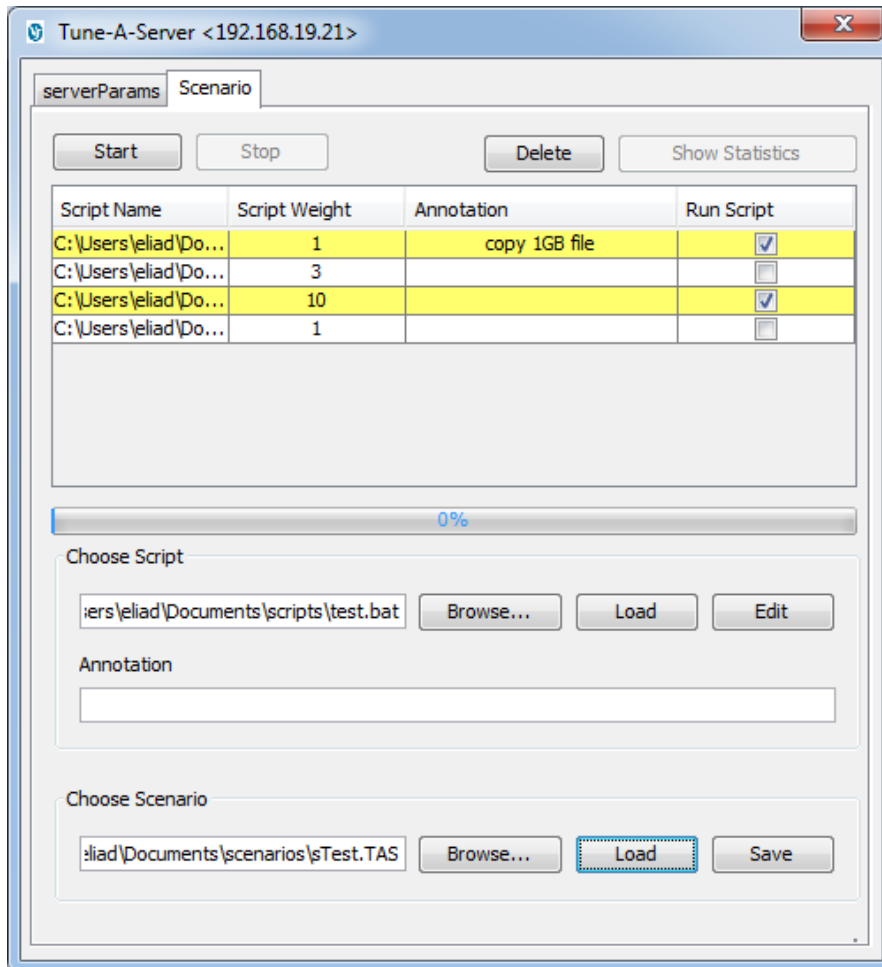 Tune-A-Server <192.168.19.21>
serverParams Scenario
Start Stop Delete Show Statistics
Script Name Script Weight Annotation Run Script
C:\Users\eliad\Do... 1 copy 1GB file
C:\Users\eliad\Do... 3
C:\Users\eliad\Do... 10
C:\Users\eliad\Do... 1
0%
Choose Script
sers\eliad\Documents\scripts\test.bat Browse... Load Edit
Annotation
Choose Scenario
eliad\Documents\scenarios\sTest.TAS Browse... Load Save